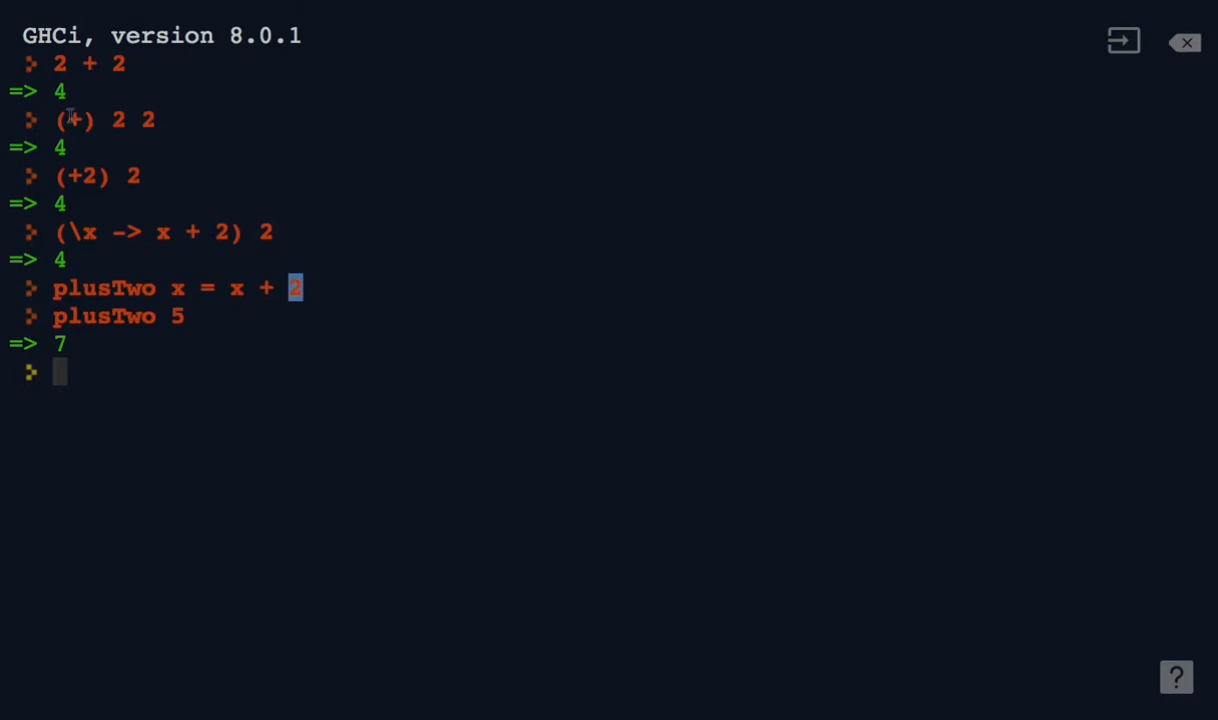 GHCi, version 8.0.1
> 2 + 2
=> 4
> (+) 2 2
=> 4
> (+2) 2
=> 4
> (\x -> x + 2) 2
=> 4
> plusTwo x = x + 2
> plusTwo 5
=> 7
>
?